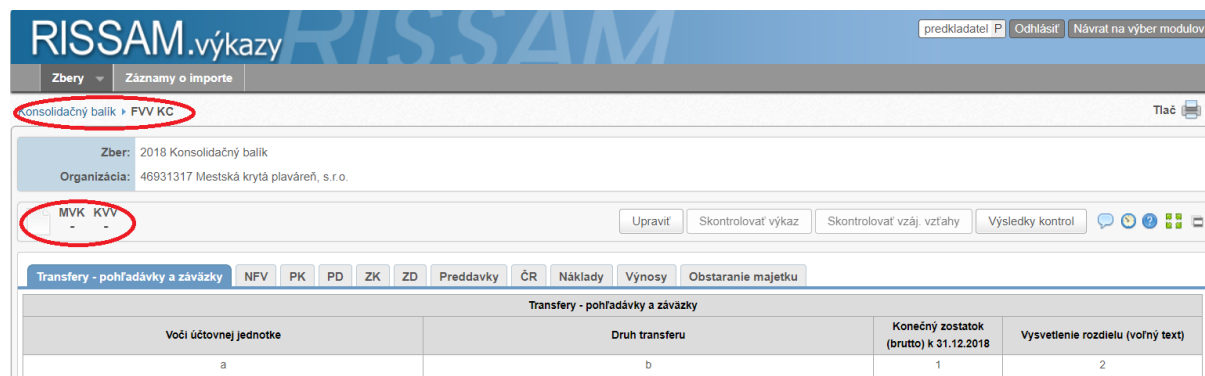 RISSAM.výkazy RISSAM
predkladatel P Odhlásiť Návrat na výber modulov
Zbery Záznamy o importe
Konsolidačný balík FVV KC Tlač
Zber: 2018 Konsolidačný balík
Organizácia: 46931317 Mestská krytá plaváreň, s.r.o.
MVK KVV
- -
Upraviť Skontrolovať výkaz Skontrolovať vzáj. vzťahy Výsledky kontrol
Transfery - pohľadávky a záväzky NFV PK PD ZK ZD Preddavky ČR Náklady Výnosy Obstaranie majetku
Transfery - pohľadávky a záväzky
Voči účtovnej jednotke Druh transferu Konečný zostatok (brutto) k 31.12.2018 Vysvetlenie rozdielu (voľný text)
a b 1 2